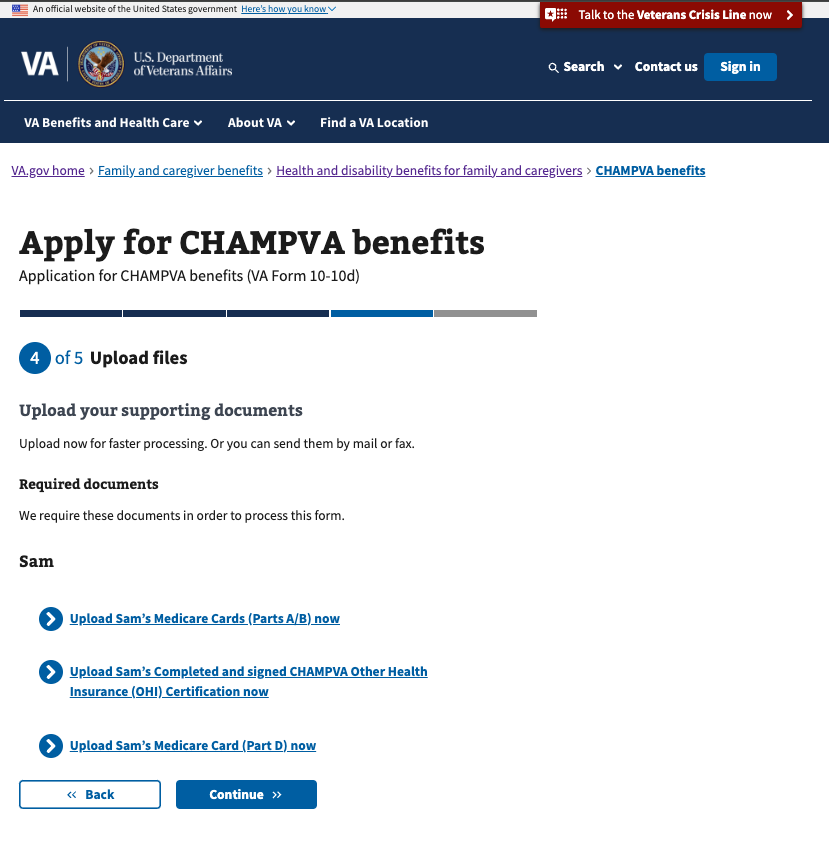 An official website of the United States government Here's how you know
Talk to the Veterans Crisis Line now
VA
U.S. Department
of Veterans Affairs
Search
Contact us
Sign in
VA Benefits and Health Care
About VA
Find a VA Location
VA.gov home › Family and caregiver benefits › Health and disability benefits for family and caregivers › CHAMPVA benefits
Apply for CHAMPVA benefits
Application for CHAMPVA benefits (VA Form 10-10d)
4 of 5 Upload files
Upload your supporting documents
Upload now for faster processing. Or you can send them by mail or fax.
Required documents
We require these documents in order to process this form.
Sam
Upload Sam’s Medicare Cards (Parts A/B) now
Upload Sam’s Completed and signed CHAMPVA Other Health
Insurance (OHI) Certification now
Upload Sam’s Medicare Card (Part D) now
« Back
Continue »